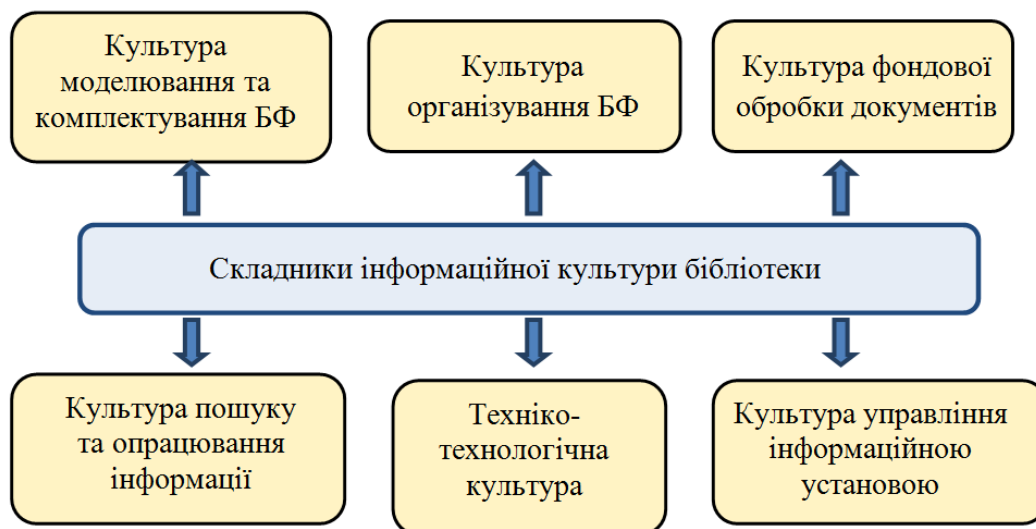 Культура
моделювання та
комплектування БФ
Культура
організування БФ
Культура фондової
обробки документів
Складники інформаційної культури бібліотеки
Культура пошуку
та опрацювання
інформації
Техніко-
технологічна
культура
Культура управління
інформаційною
установою